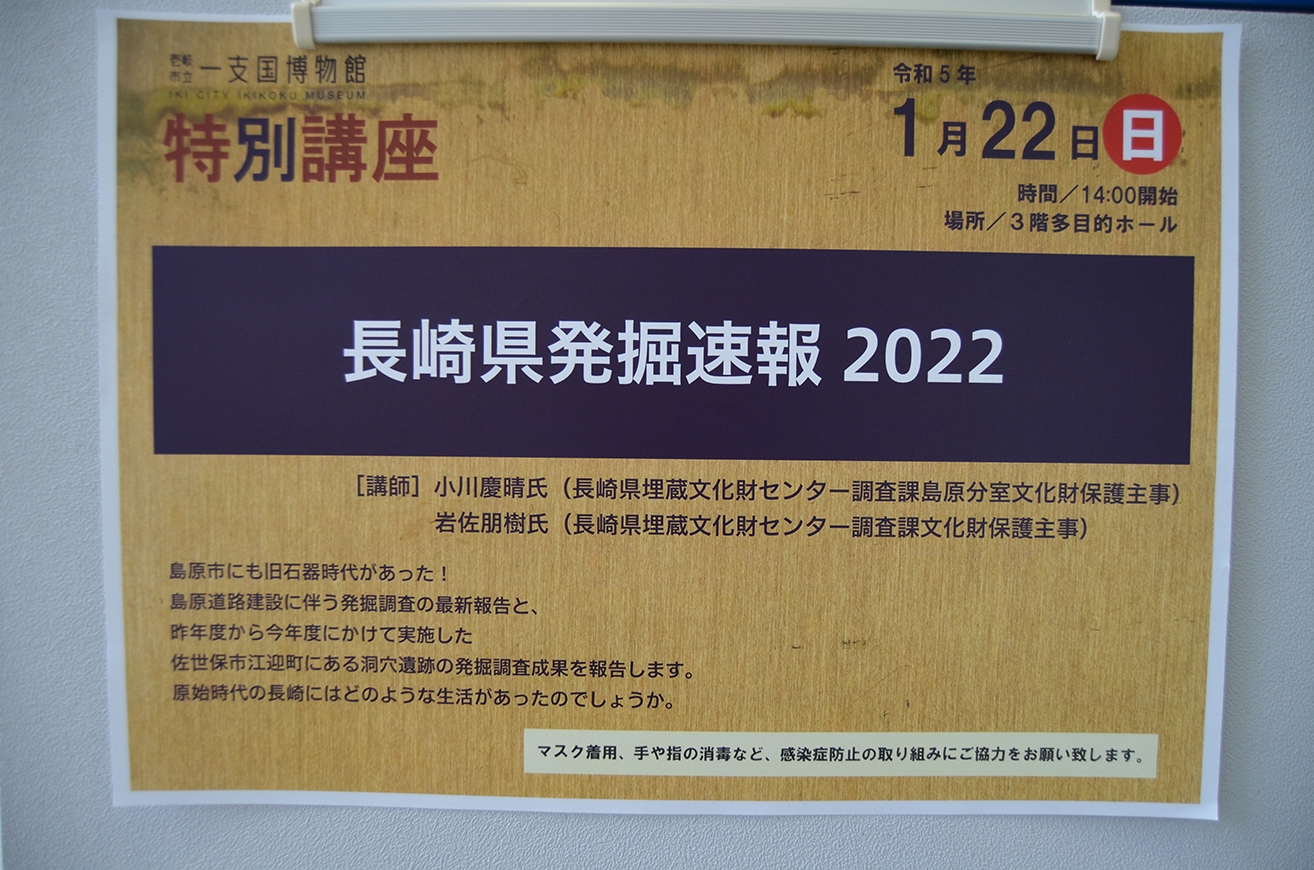 壱岐市立 一支国博物館
IKI CITY IKIKOKU MUSEUM
特別講座
令和5年
1月22日 日
時間／14:00開始
場所／3階多目的ホール
長崎県発掘速報 2022
［講師］小川慶晴氏（長崎県埋蔵文化財センター調査課島原分室文化財保護主事）
岩佐朋樹氏（長崎県埋蔵文化財センター調査課文化財保護主事）
島原市にも旧石器時代があった！
島原道路建設に伴う発掘調査の最新報告と、
昨年度から今年度にかけて実施した
佐世保市江迎町にある洞穴遺跡の発掘調査成果を報告します。
原始時代の長崎にはどのような生活があったのでしょうか。
マスク着用、手や指の消毒など、感染症防止の取り組みにご協力をお願い致します。